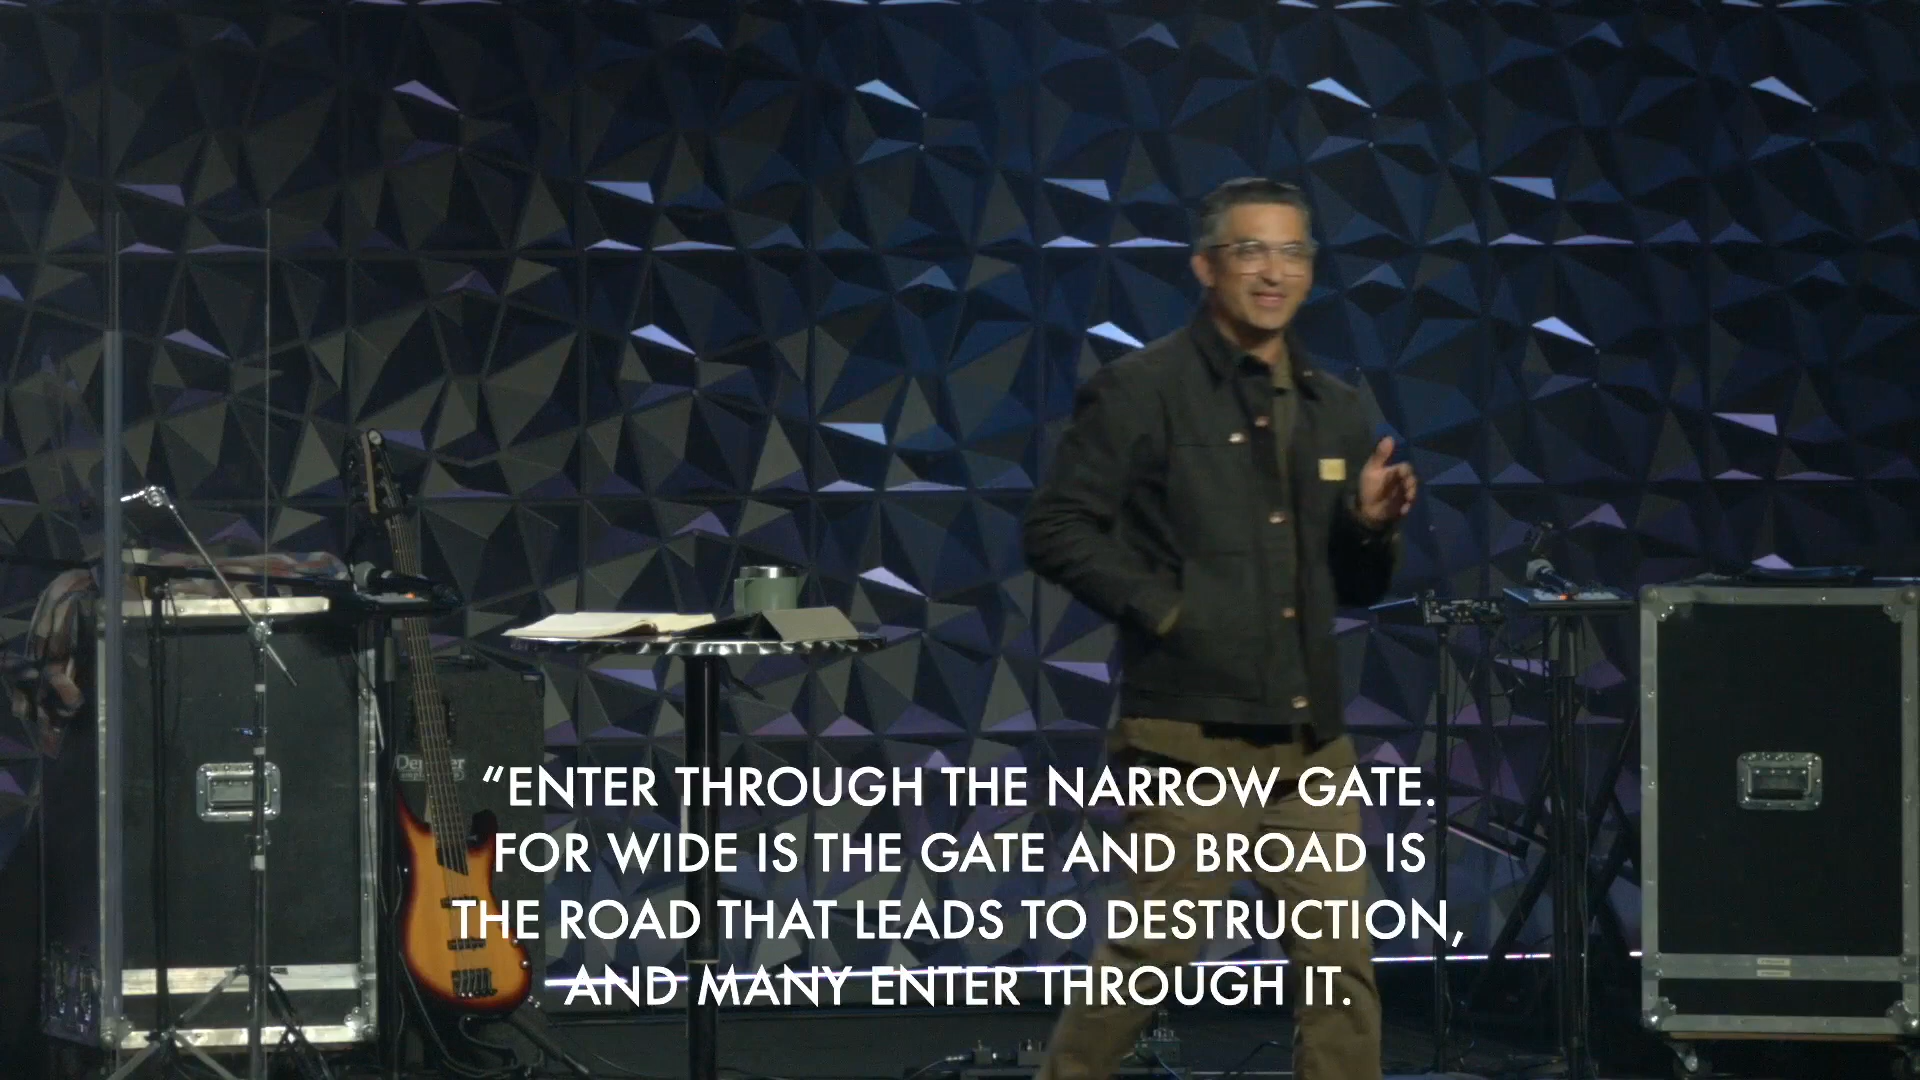 “ENTER THROUGH THE NARROW GATE.
FOR WIDE IS THE GATE AND BROAD IS
THE ROAD THAT LEADS TO DESTRUCTION,
AND MANY ENTER THROUGH IT.